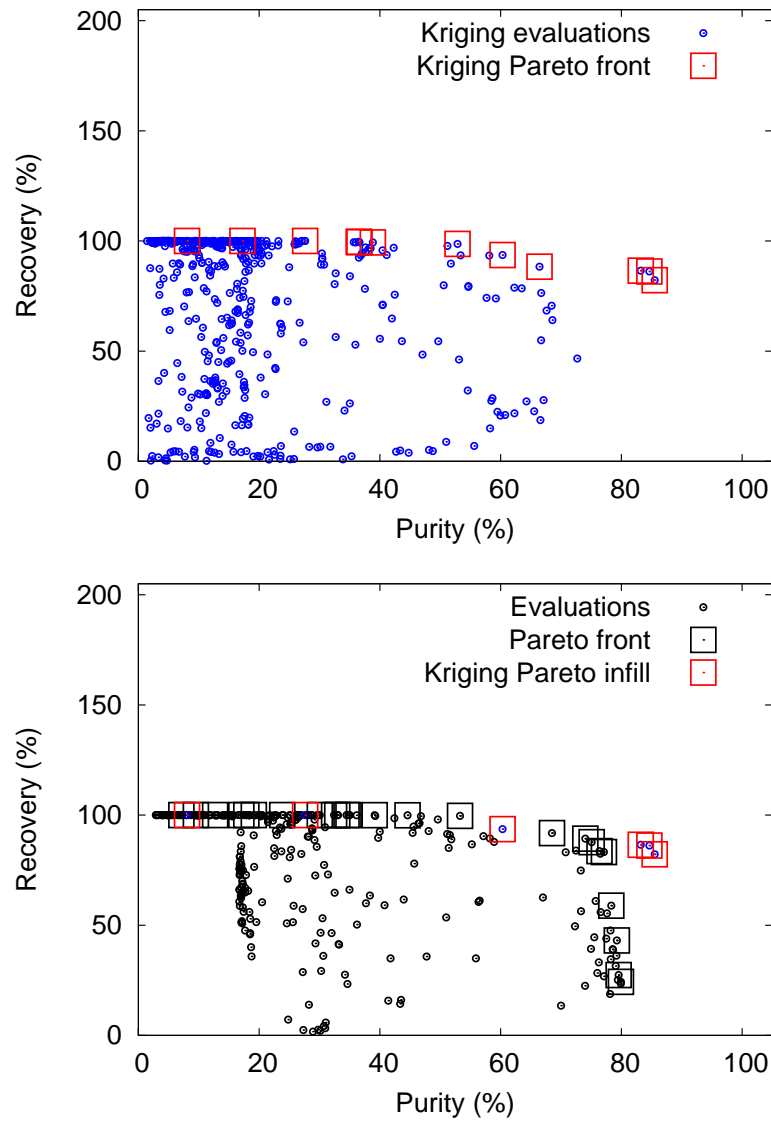 200
150
100
50
0
Recovery (%)
Kriging evaluations
Kriging Pareto front
0 20 40 60 80 100
Purity (%)
200
150
100
50
0
Recovery (%)
Evaluations
Pareto front
Kriging Pareto infill
0 20 40 60 80 100
Purity (%)